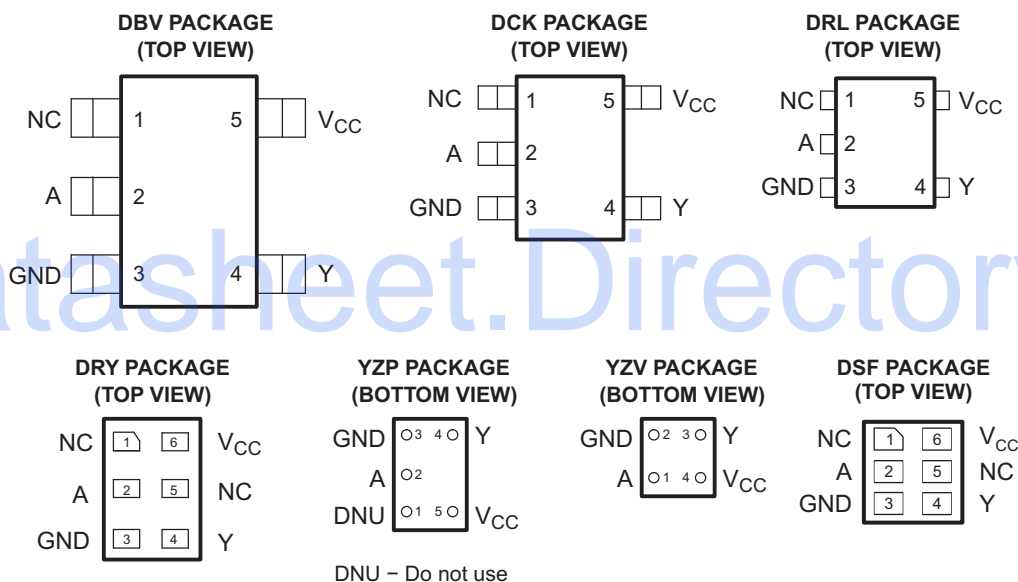 DBV PACKAGE
(TOP VIEW)
NC 1 5 VCC
A 2
GND 3 4 Y
DCK PACKAGE
(TOP VIEW)
NC 1 5 VCC
A 2
GND 3 4 Y
DRL PACKAGE
(TOP VIEW)
NC 1 5 VCC
A 2
GND 3 4 Y
DRY PACKAGE
(TOP VIEW)
NC 1 6 VCC
A 2 5 NC
GND 3 4 Y
YZP PACKAGE
(BOTTOM VIEW)
GND 3 4 Y
A 2
DNU 1 5 VCC
DNU – Do not use
YZV PACKAGE
(BOTTOM VIEW)
GND 2 3 Y
A 1 4 VCC
DSF PACKAGE
(TOP VIEW)
NC 1 6 VCC
A 2 5 NC
GND 3 4 Y
atasheet.Director